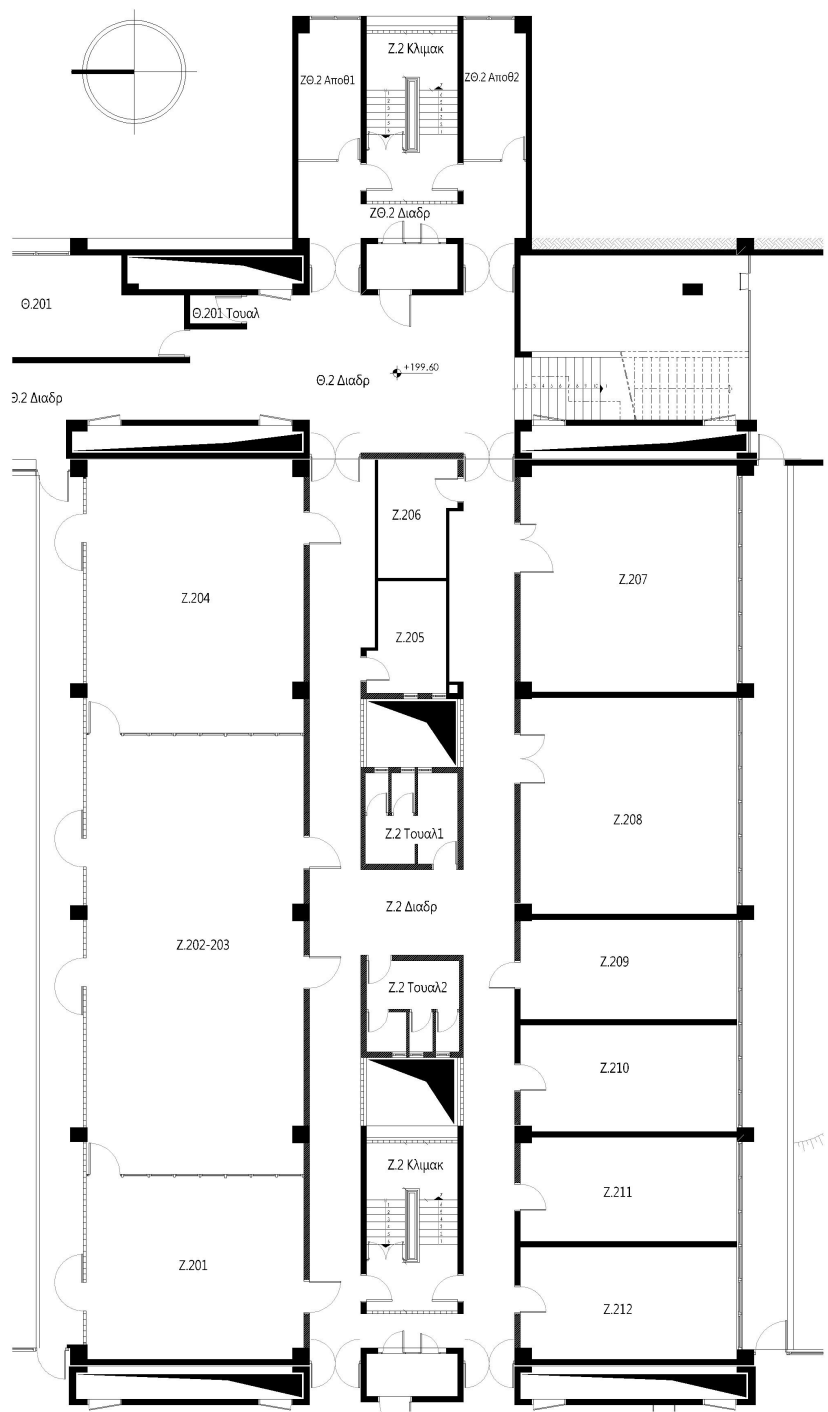 Ζ.2 Κλιμακ
ΖΘ.2 Αποθ1
ΖΘ.2 Αποθ2
ΖΘ.2 Διαδρ
Θ.201
Θ.201 Τουαλ
+199.60
Θ.2 Διαδρ
Θ.2 Διαδρ
Ζ.206
Ζ.207
Ζ.204
Ζ.205
Ζ.208
Ζ.2 Τουαλ1
Ζ.2 Διαδρ
Ζ.202-203
Ζ.209
Ζ.2 Τουαλ2
Ζ.210
Ζ.2 Κλιμακ
Ζ.211
Ζ.201
Ζ.212